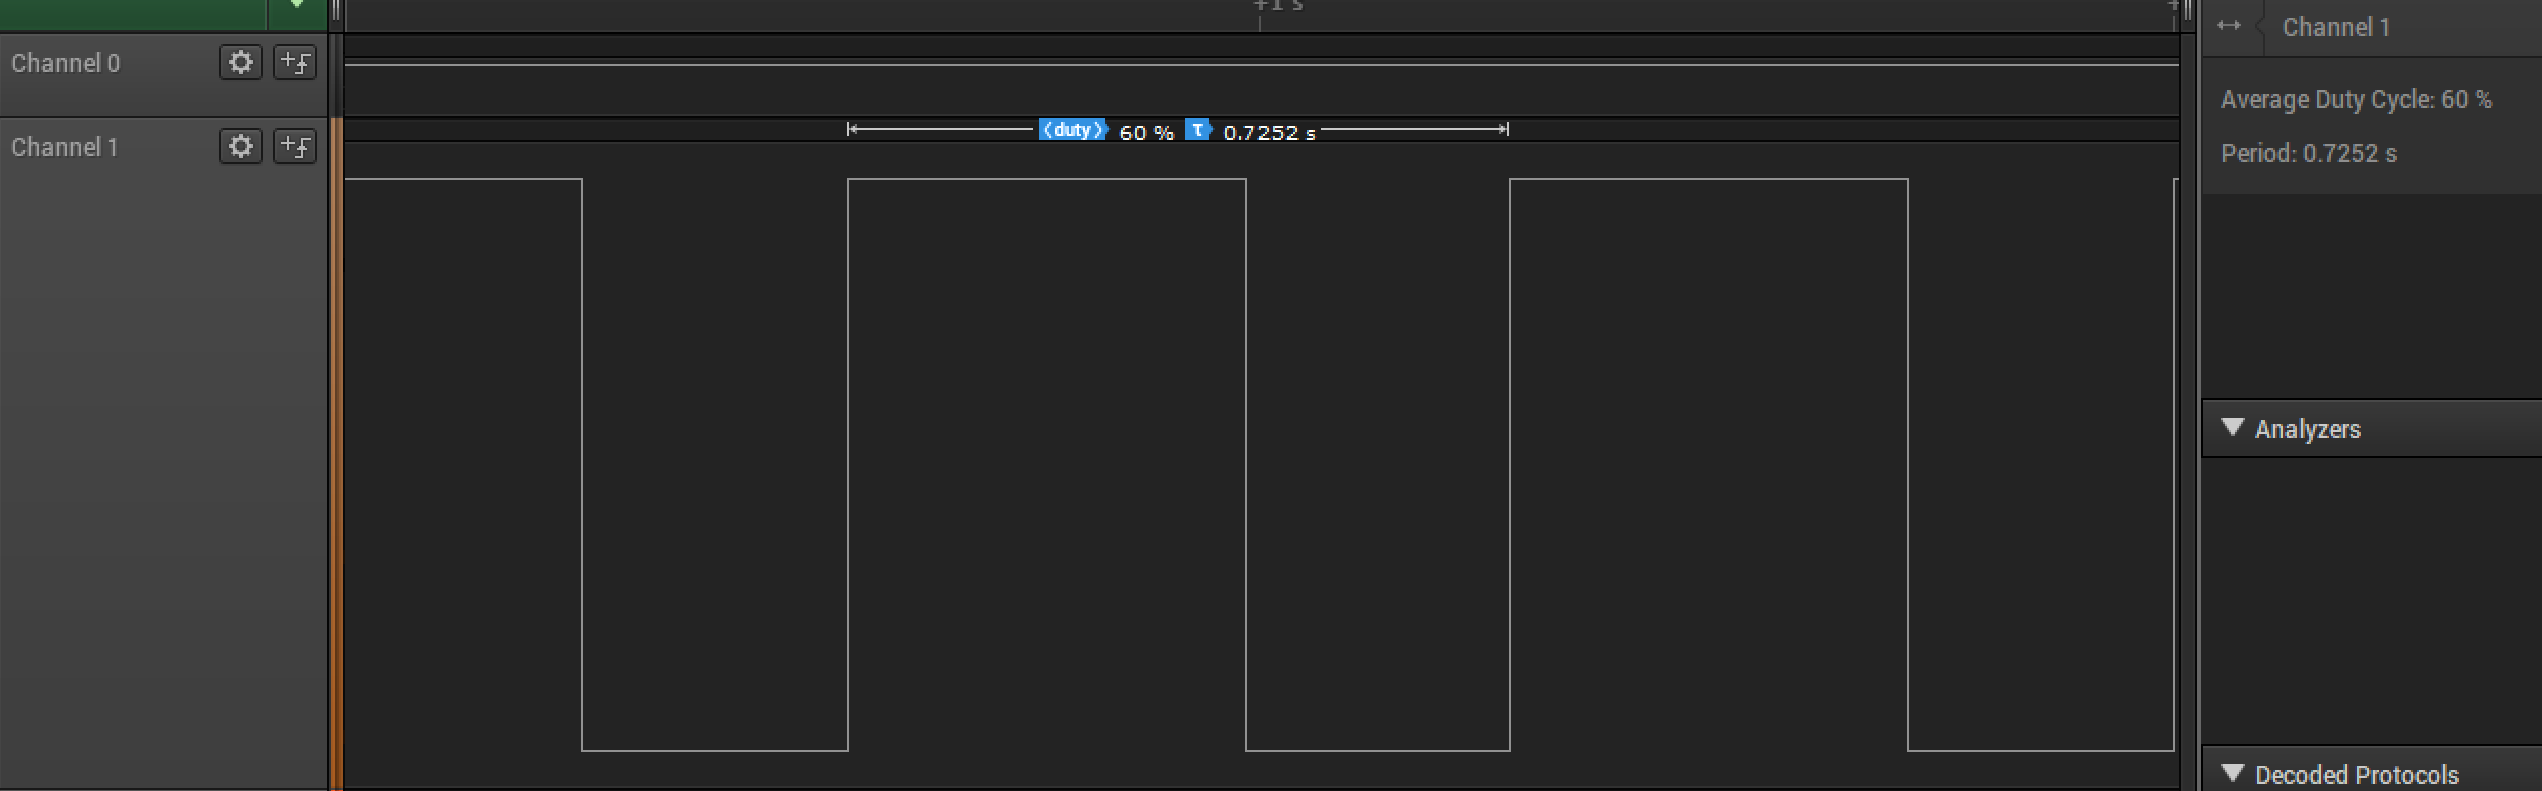 +1 s
Channel 0
Channel 1
⟨duty⟩ 60 % T 0.7252 s
Channel 1
Average Duty Cycle: 60 %
Period: 0.7252 s
Analyzers
Decoded Protocols